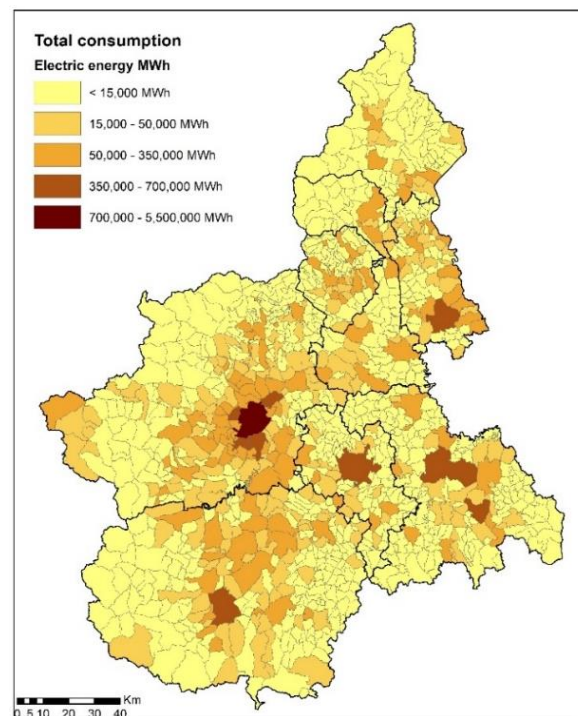 Total consumption
Electric energy MWh
< 15,000 MWh
15,000 - 50,000 MWh
50,000 - 350,000 MWh
350,000 - 700,000 MWh
700,000 - 5,500,000 MWh
Km
0 5 10 20 30 40